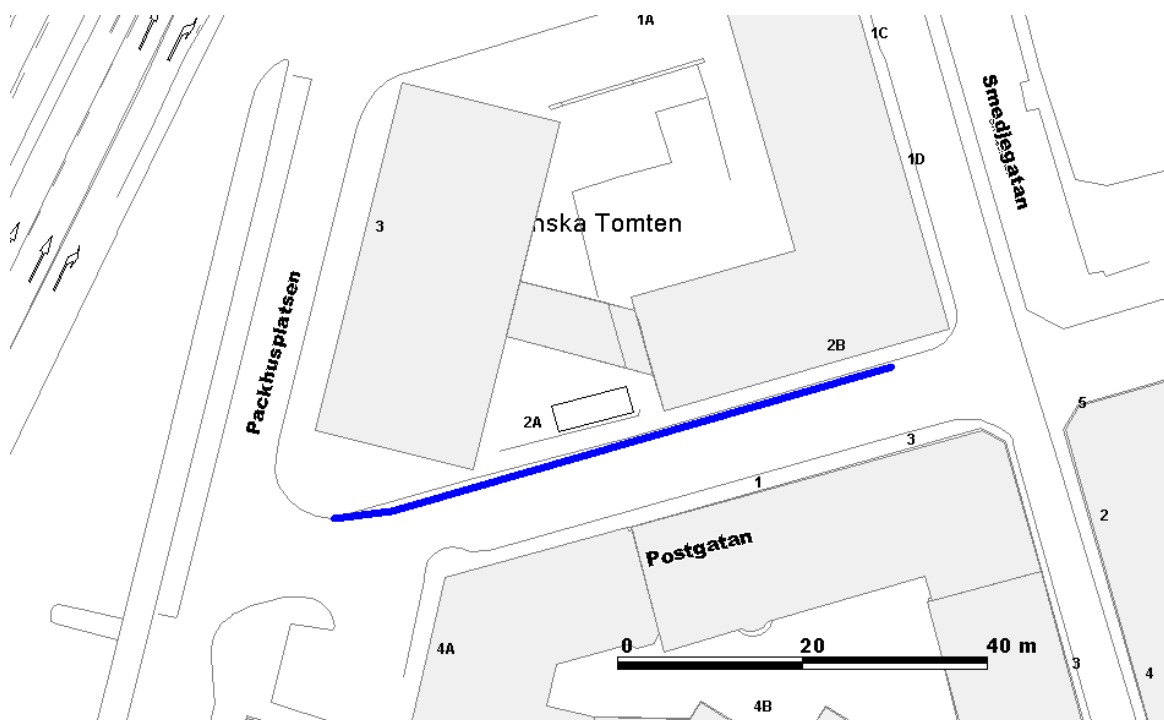 1A
1C
Smedjegatan
1D
3
nska Tomten
Packhusplatsen
2B
5
2A
3
1
2
Postgatan
0 20 40 m
4A
3
4
4B